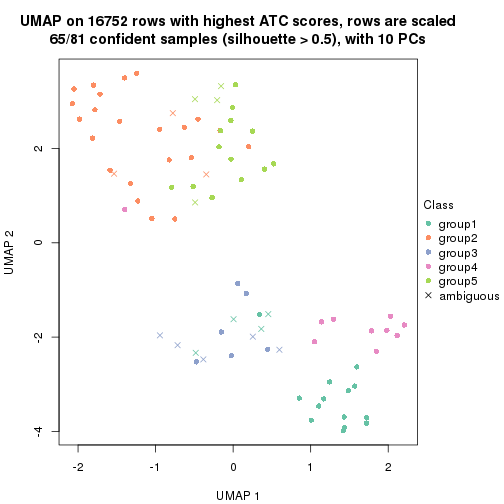 UMAP on 16752 rows with highest ATC scores, rows are scaled
65/81 confident samples (silhouette > 0.5), with 10 PCs
UMAP 2
2
0
-2
-4
-2
-1
0
1
2
UMAP 1
Class
group1
group2
group3
group4
group5
ambiguous